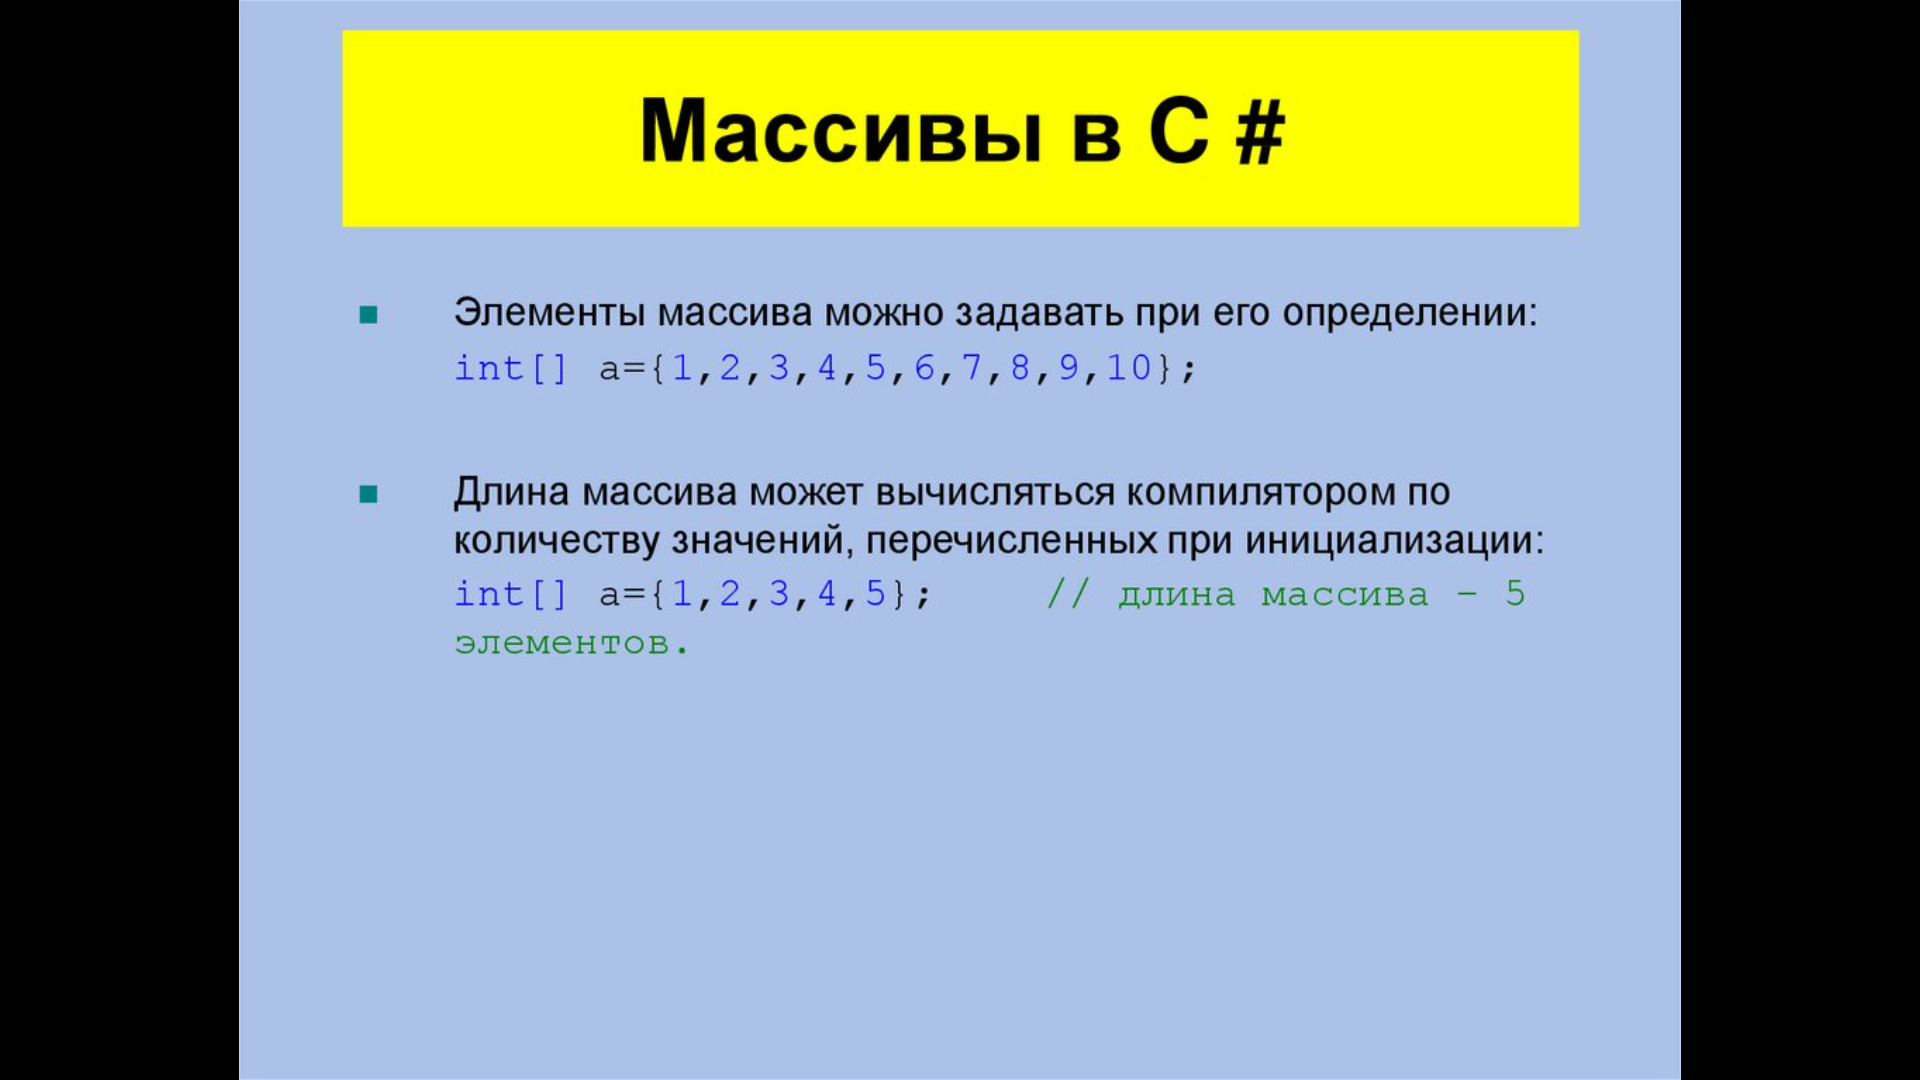 Массивы в C #
Элементы массива можно задавать при его определении:
int[] a={1,2,3,4,5,6,7,8,9,10};
Длина массива может вычисляться компилятором по
количеству значений, перечисленных при инициализации:
int[] a={1,2,3,4,5}; // длина массива – 5
элементов.